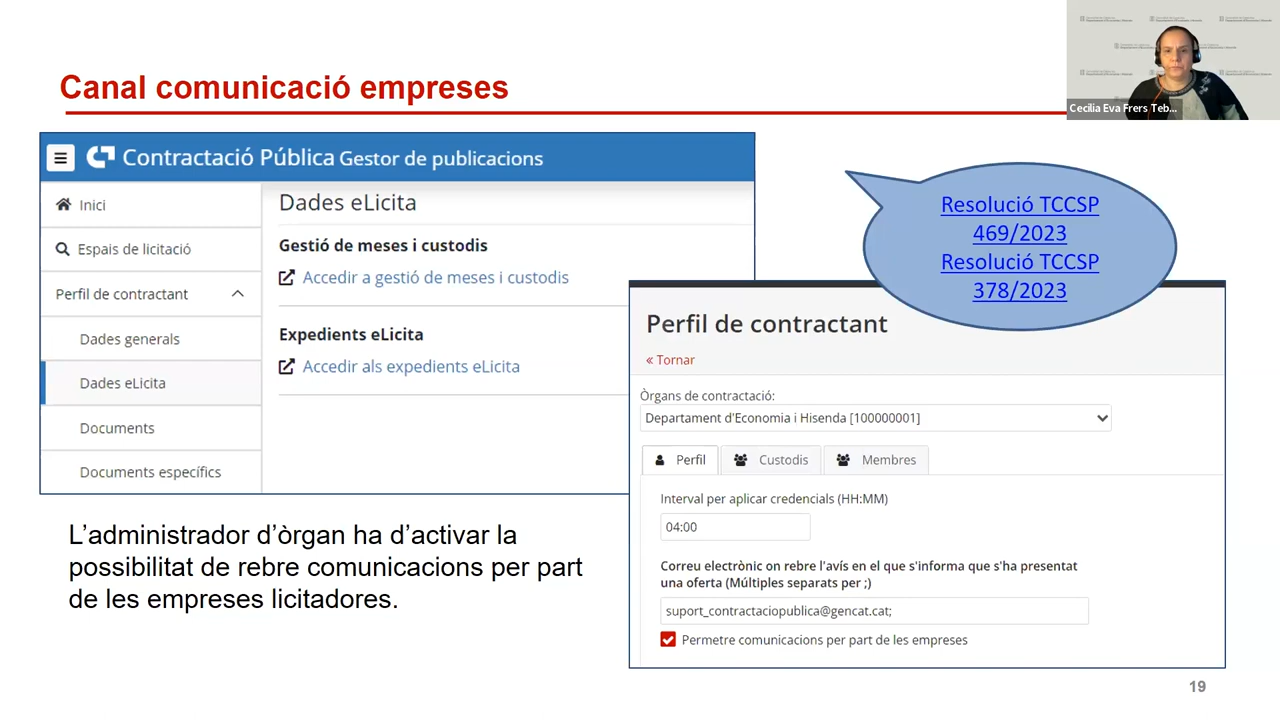 Canal comunicació empreses
Cecilia Eva Frers Teb...
Contractació Pública Gestor de publicacions
Inici
Espais de licitació
Perfil de contractant
Dades generals
Dades eLicita
Documents
Documents específics
Dades eLicita
Gestió de meses i custodis
Accedir a gestió de meses i custodis
Expedients eLicita
Accedir als expedients eLicita
Resolució TCCSP
469/2023
Resolució TCCSP
378/2023
Perfil de contractant
« Tornar
Òrgans de contractació:
Departament d'Economia i Hisenda [100000001]
Perfil
Custodis
Membres
Interval per aplicar credencials (HH:MM)
04:00
Correu electrònic on rebre l'avís en el que s'informa que s'ha presentat
una oferta (Múltiples separats per ;)
suport_contractaciopublica@gencat.cat;
Permetre comunicacions per part de les empreses
L’administrador d’òrgan ha d’activar la
possibilitat de rebre comunicacions per part
de les empreses licitadores.
19